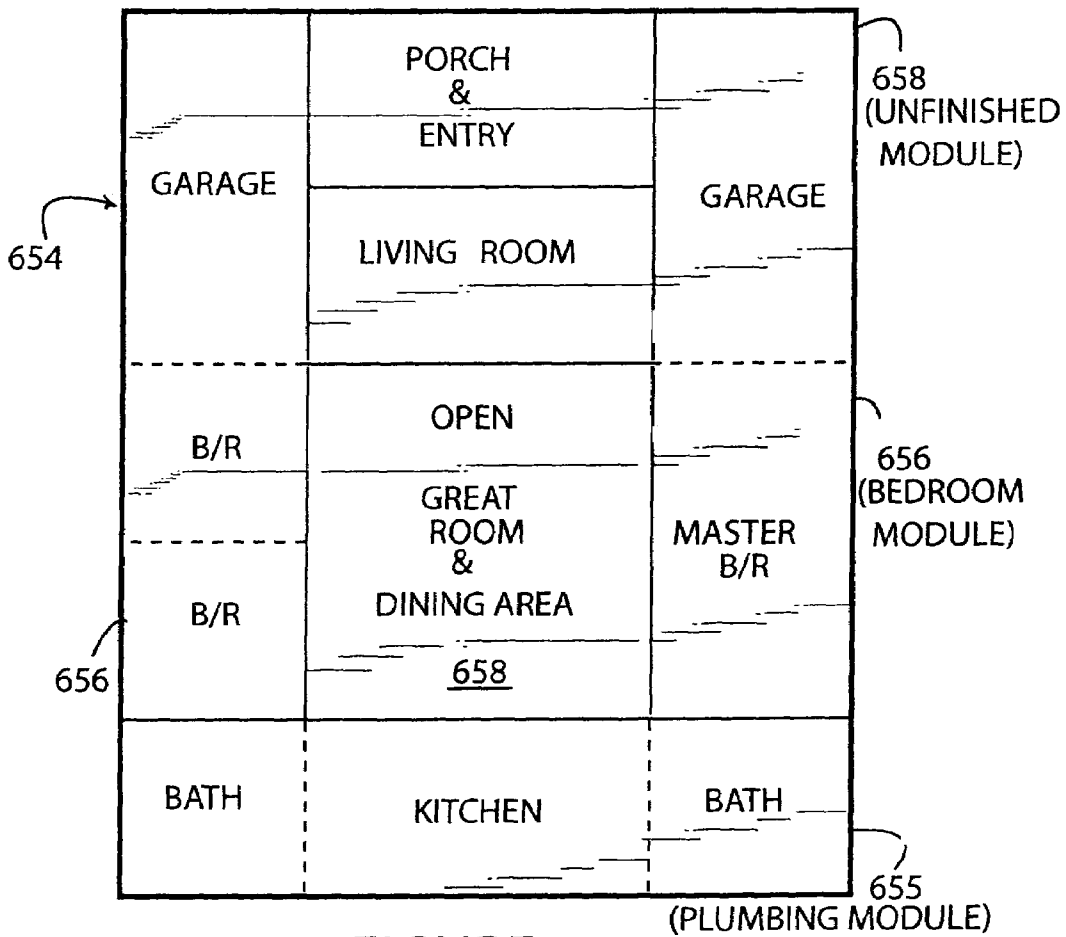 PORCH
&
ENTRY
GARAGE
GARAGE
LIVING ROOM
654
658
(UNFINISHED
MODULE)
OPEN
B/R
GREAT
ROOM
&
DINING AREA
658
MASTER
B/R
656
(BEDROOM
MODULE)
B/R
656
BATH
KITCHEN
BATH
655
(PLUMBING MODULE)